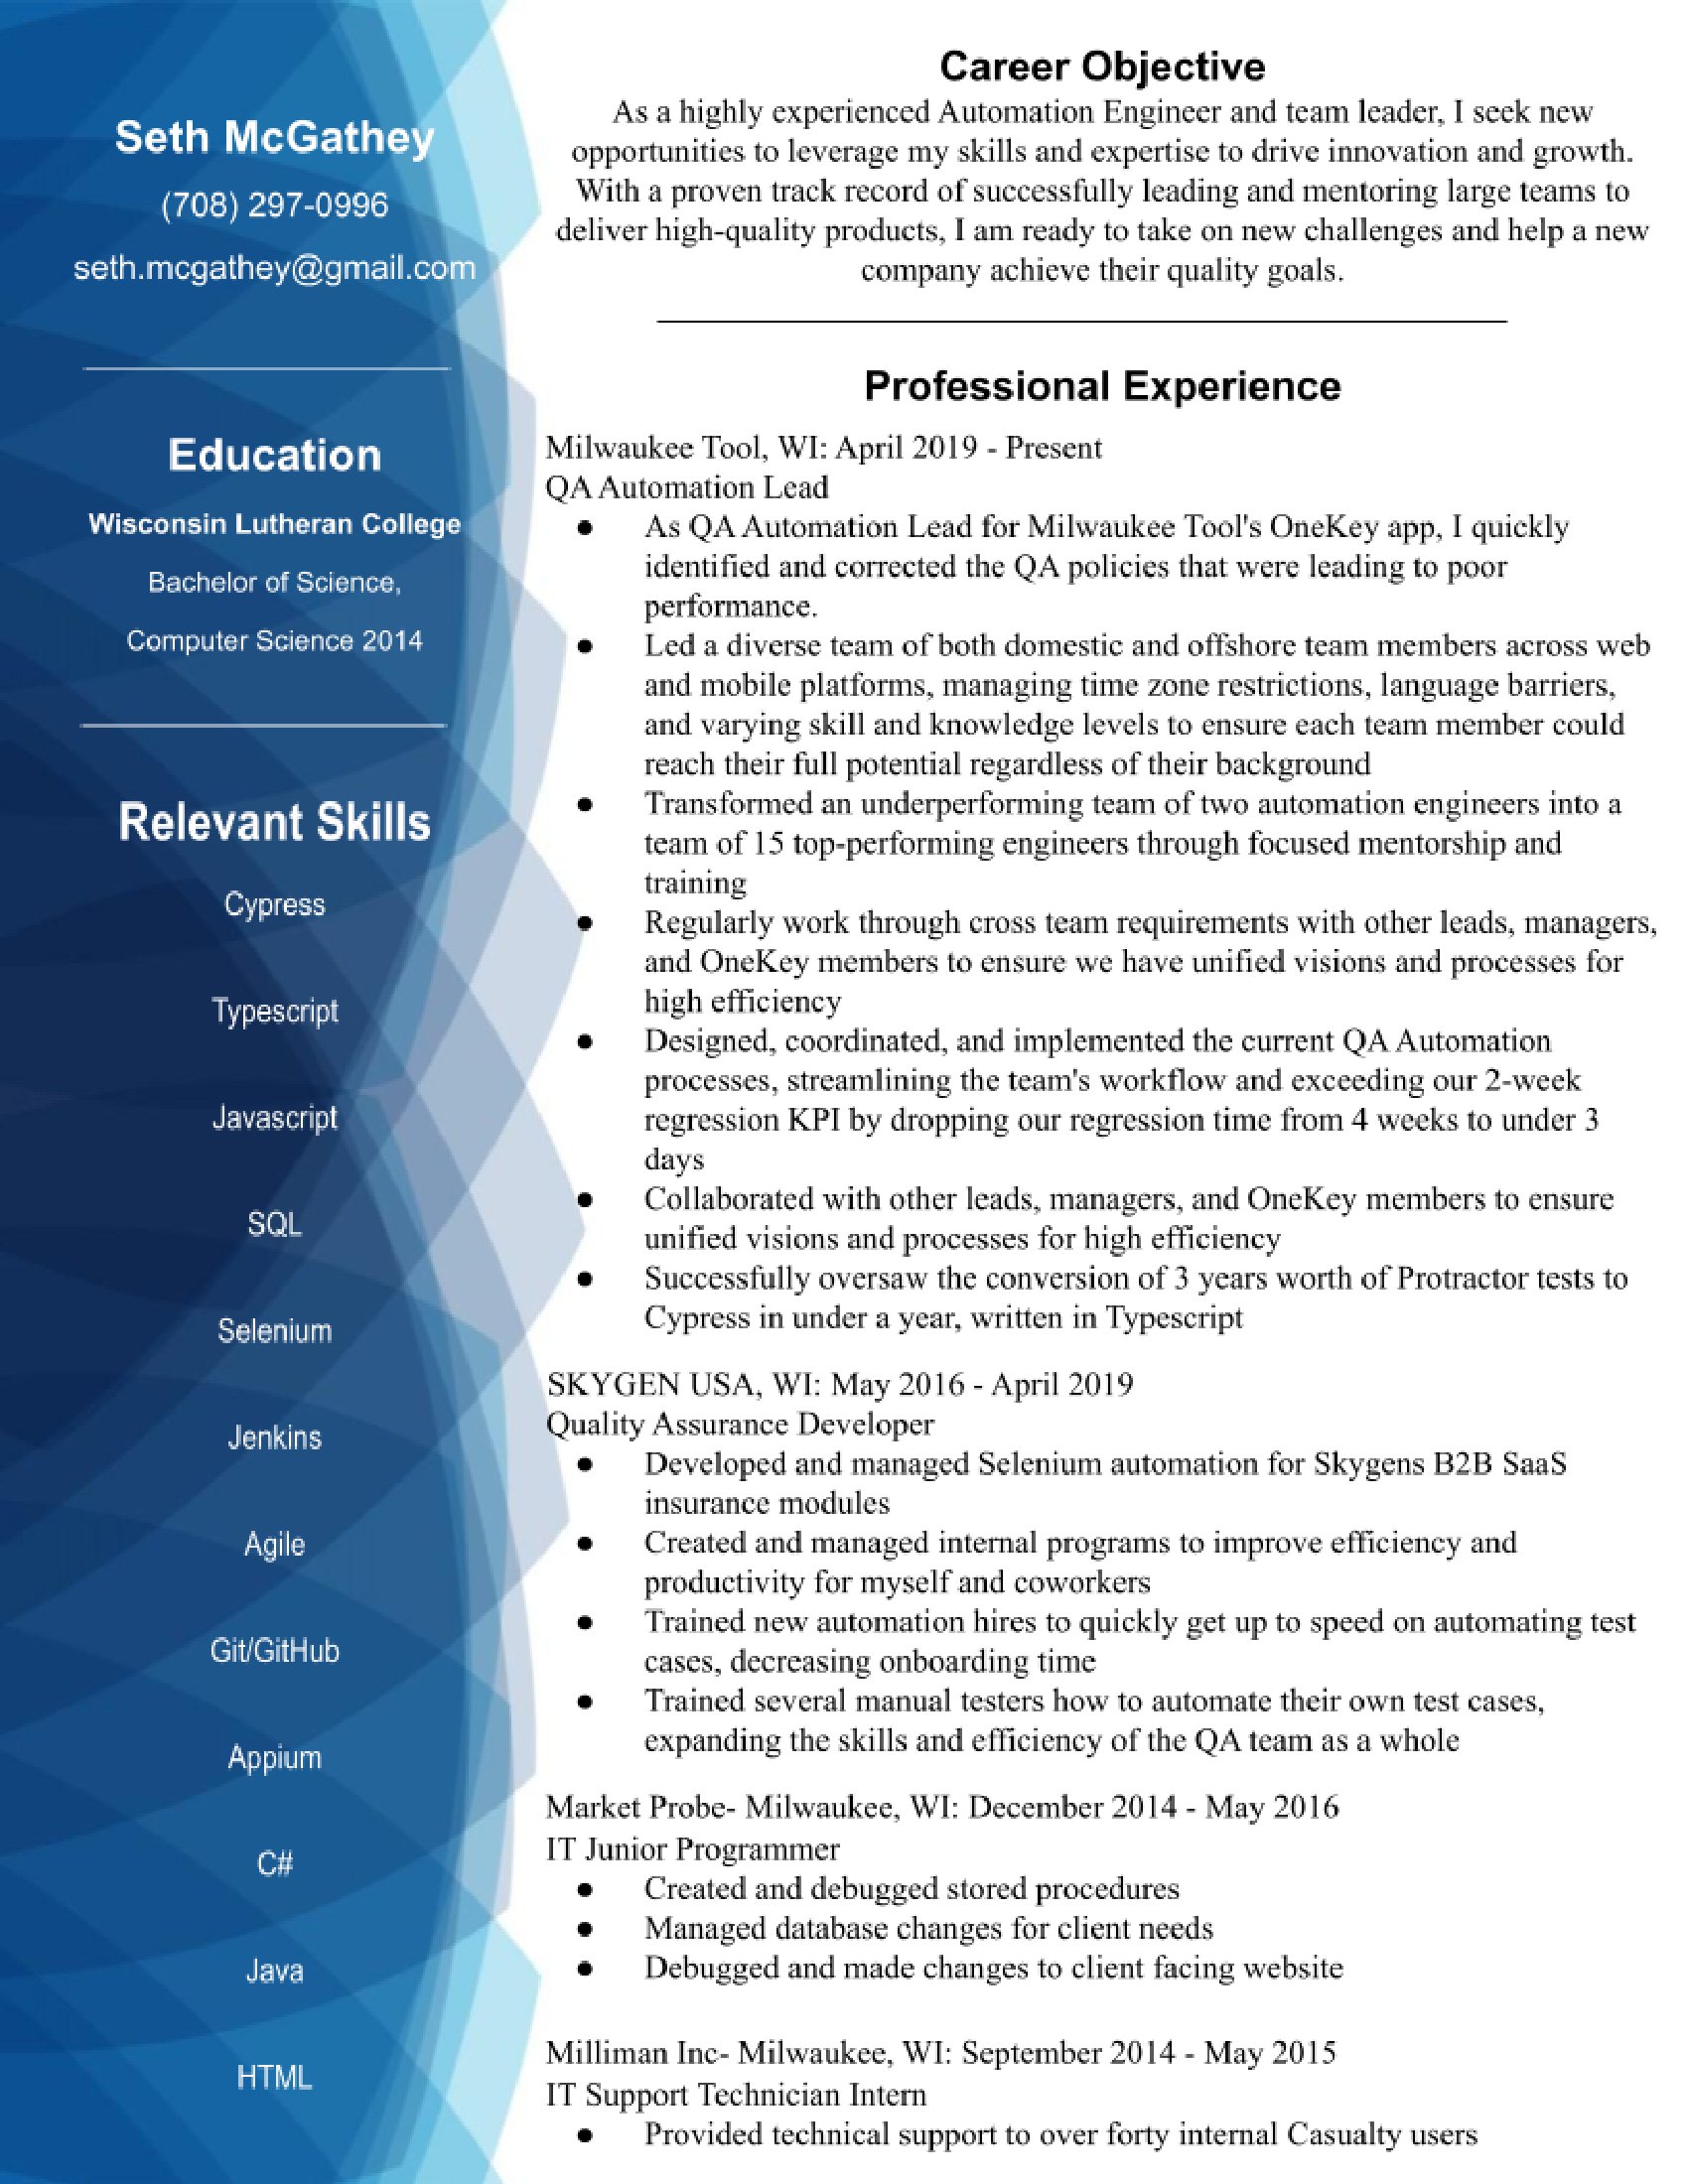 Seth McGathey
(708) 297-0996
seth.mcgathey@gmail.com
Education
Wisconsin Lutheran College
Bachelor of Science,
Computer Science 2014
Relevant Skills
Cypress
Typescript
Javascript
SQL
Selenium
Jenkins
Agile
Git/GitHub
Appium
C#
Java
HTML
Career Objective
As a highly experienced Automation Engineer and team leader, I seek new
opportunities to leverage my skills and expertise to drive innovation and growth.
With a proven track record of successfully leading and mentoring large teams to
deliver high-quality products, I am ready to take on new challenges and help a new
company achieve their quality goals.
Professional Experience
Milwaukee Tool, WI: April 2019 - Present
QA Automation Lead
● As QA Automation Lead for Milwaukee Tool's OneKey app, I quickly
identified and corrected the QA policies that were leading to poor
performance.
● Led a diverse team of both domestic and offshore team members across web
and mobile platforms, managing time zone restrictions, language barriers,
and varying skill and knowledge levels to ensure each team member could
reach their full potential regardless of their background
● Transformed an underperforming team of two automation engineers into a
team of 15 top-performing engineers through focused mentorship and
training
● Regularly work through cross team requirements with other leads, managers,
and OneKey members to ensure we have unified visions and processes for
high efficiency
● Designed, coordinated, and implemented the current QA Automation
processes, streamlining the team's workflow and exceeding our 2-week
regression KPI by dropping our regression time from 4 weeks to under 3
days
● Collaborated with other leads, managers, and OneKey members to ensure
unified visions and processes for high efficiency
● Successfully oversaw the conversion of 3 years worth of Protractor tests to
Cypress in under a year, written in Typescript
SKYGEN USA, WI: May 2016 - April 2019
Quality Assurance Developer
● Developed and managed Selenium automation for Skygens B2B SaaS
insurance modules
● Created and managed internal programs to improve efficiency and
productivity for myself and coworkers
● Trained new automation hires to quickly get up to speed on automating test
cases, decreasing onboarding time
● Trained several manual testers how to automate their own test cases,
expanding the skills and efficiency of the QA team as a whole
Market Probe- Milwaukee, WI: December 2014 - May 2016
IT Junior Programmer
● Created and debugged stored procedures
● Managed database changes for client needs
● Debugged and made changes to client facing website
Milliman Inc- Milwaukee, WI: September 2014 - May 2015
IT Support Technician Intern
● Provided technical support to over forty internal Casualty users